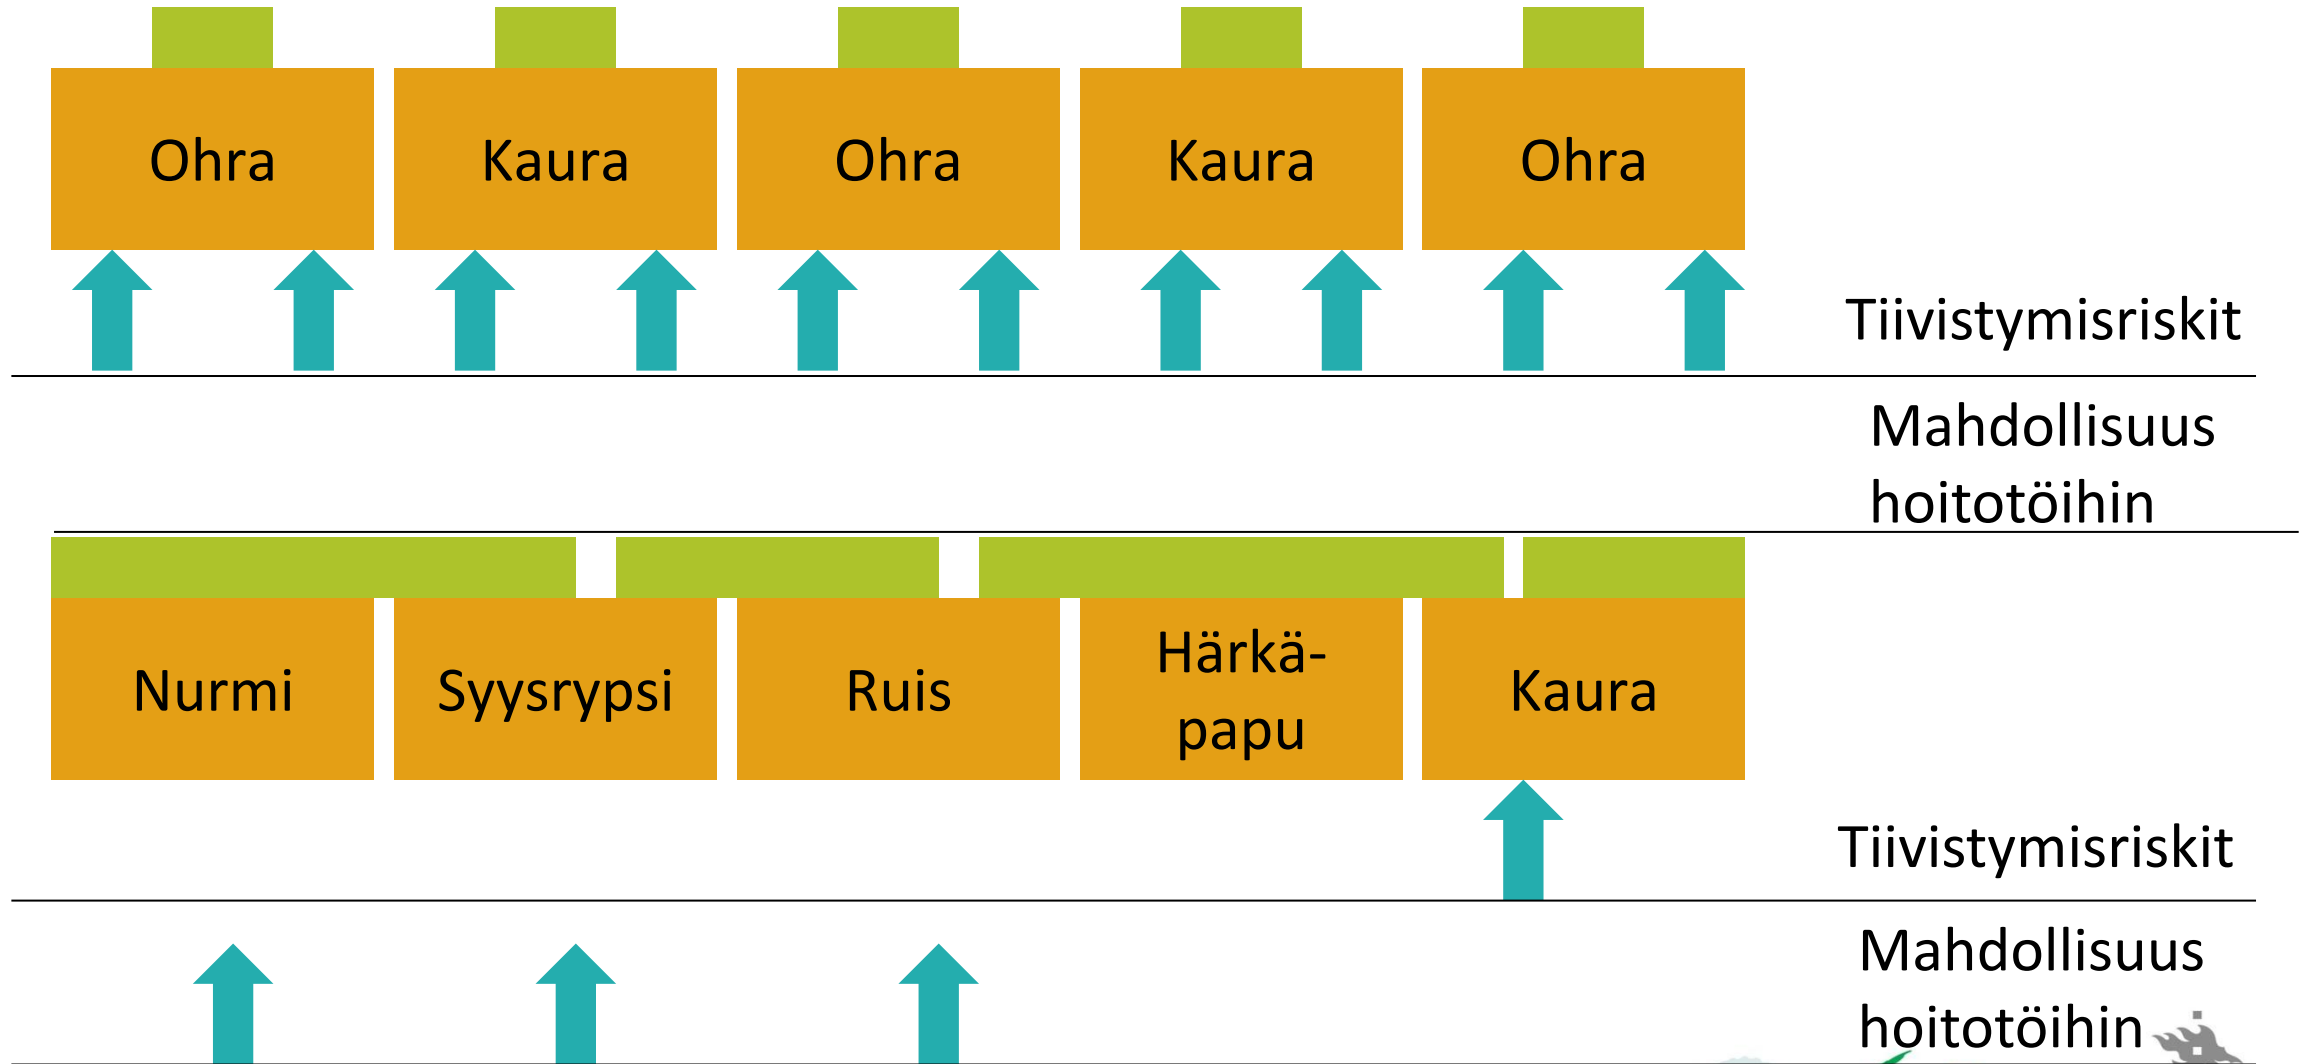 Ohra
Kaura
Ohra
Kaura
Ohra
Tiivistymisriskit
Mahdollisuus
hoitotöihin
Nurmi
Syysrypsi
Ruis
Härkä-
papu
Kaura
Tiivistymisriskit
Mahdollisuus
hoitotöihin